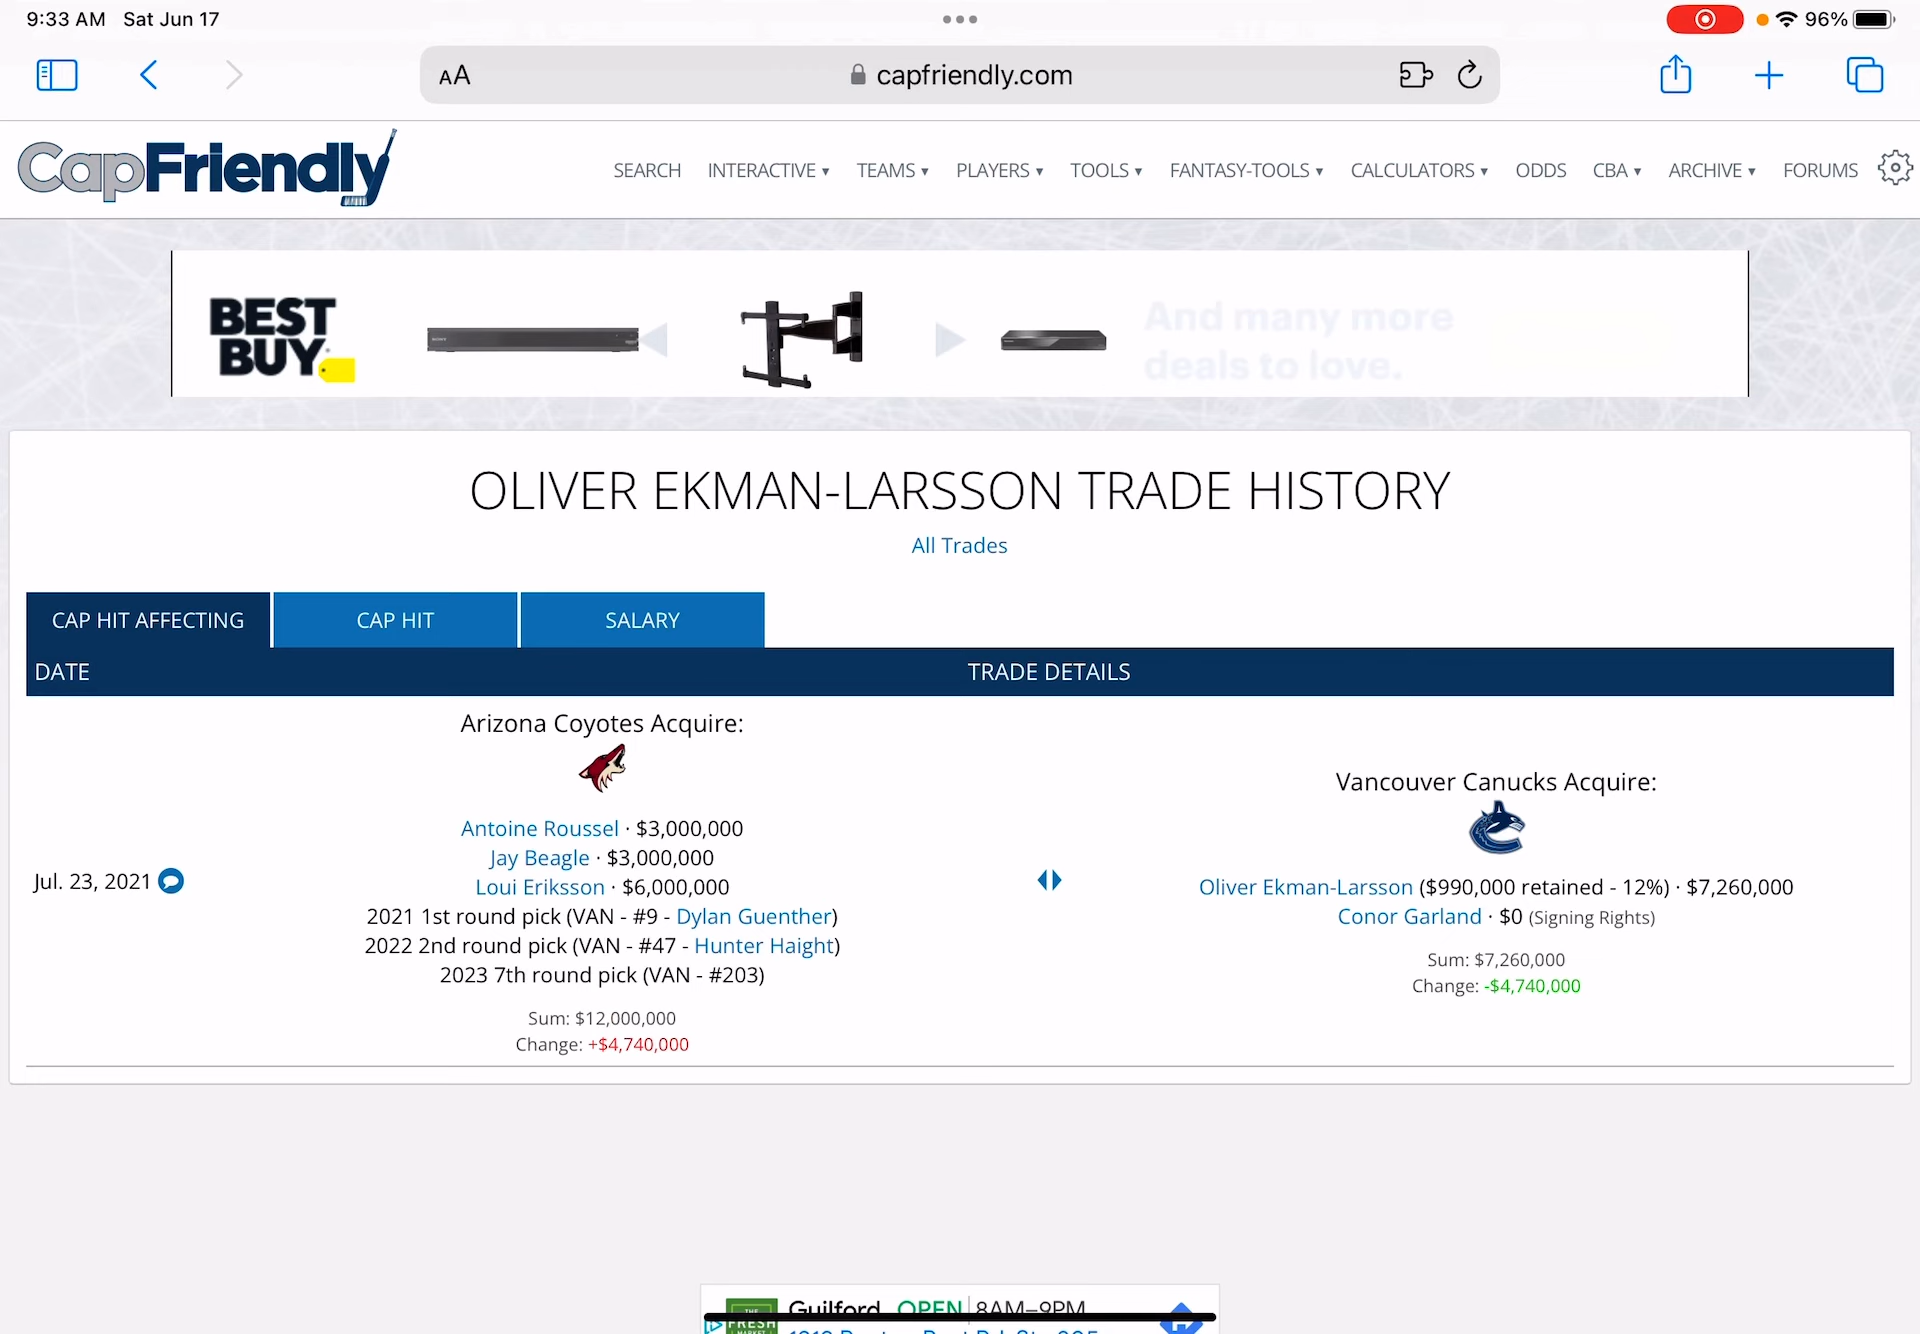 9:33 AM Sat Jun 17
96%
AA
capfriendly.com
CapFriendly
SEARCH INTERACTIVE ▾ TEAMS ▾ PLAYERS ▾ TOOLS ▾ FANTASY-TOOLS ▾ CALCULATORS ▾ ODDS CBA ▾ ARCHIVE ▾ FORUMS
BEST
BUY
SONY
And many more
deals to love.
OLIVER EKMAN-LARSSON TRADE HISTORY
All Trades
CAP HIT AFFECTING CAP HIT SALARY
DATE TRADE DETAILS
Jul. 23, 2021
Arizona Coyotes Acquire:
Antoine Roussel · $3,000,000
Jay Beagle · $3,000,000
Loui Eriksson · $6,000,000
2021 1st round pick (VAN - #9 - Dylan Guenther)
2022 2nd round pick (VAN - #47 - Hunter Haight)
2023 7th round pick (VAN - #203)
Sum: $12,000,000
Change: +$4,740,000
Vancouver Canucks Acquire:
Oliver Ekman-Larsson ($990,000 retained - 12%) · $7,260,000
Conor Garland · $0 (Signing Rights)
Sum: $7,260,000
Change: -$4,740,000
THE
FRESH
Guilford OPEN 8AM–9PM